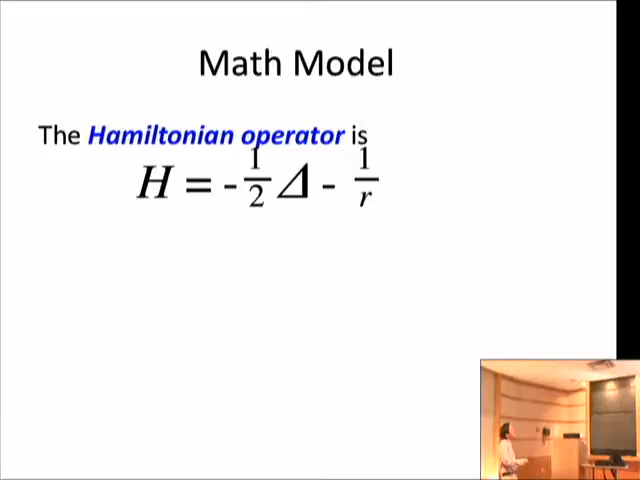 Math Model
The Hamiltonian operator is
H = - 1/2 Δ - 1/r